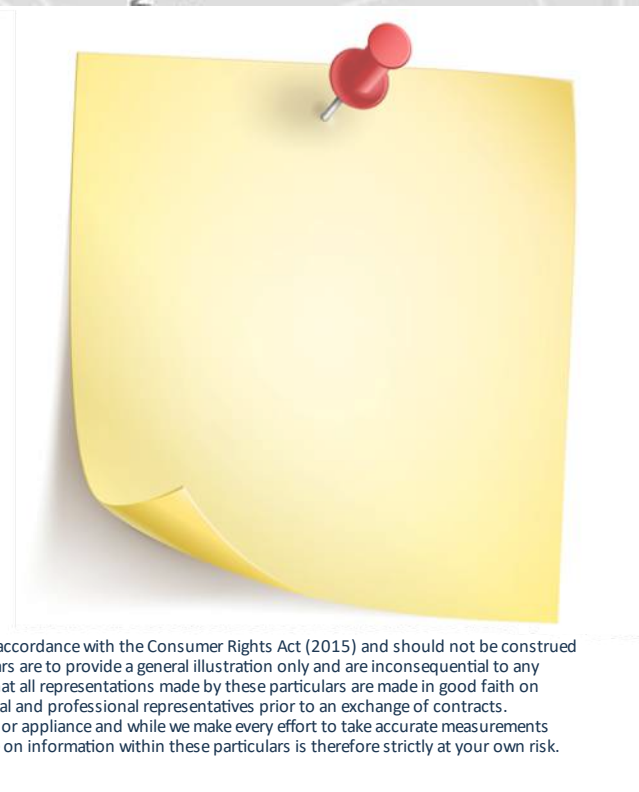 accordance with the Consumer Rights Act (2015) and should not be construed
are to provide a general illustration only and are inconsequential to any
at all representations made by these particulars are made in good faith on
and professional representatives prior to an exchange of contracts.
or appliance and while we make every effort to take accurate measurements
on information within these particulars is therefore strictly at your own risk.